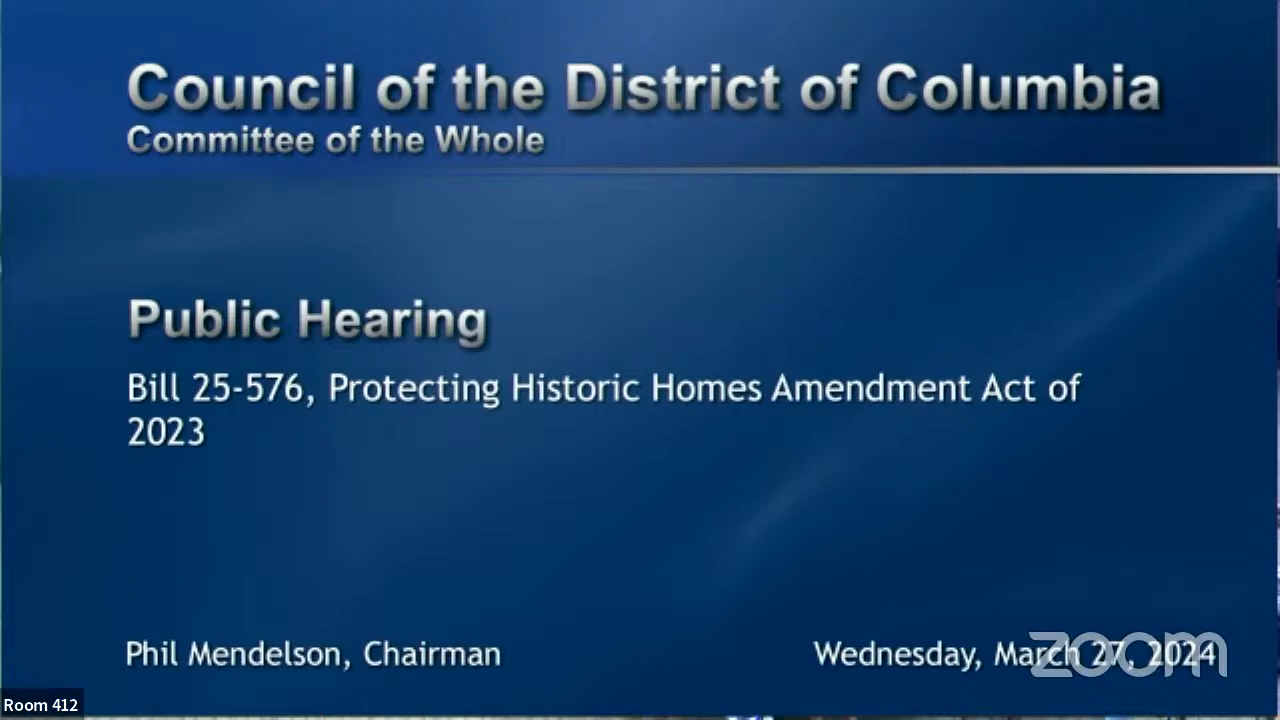 Council of the District of Columbia
Committee of the Whole
Public Hearing
Bill 25-576, Protecting Historic Homes Amendment Act of
2023
Phil Mendelson, Chairman
Wednesday, March 27, 2024
zoom
Room 412